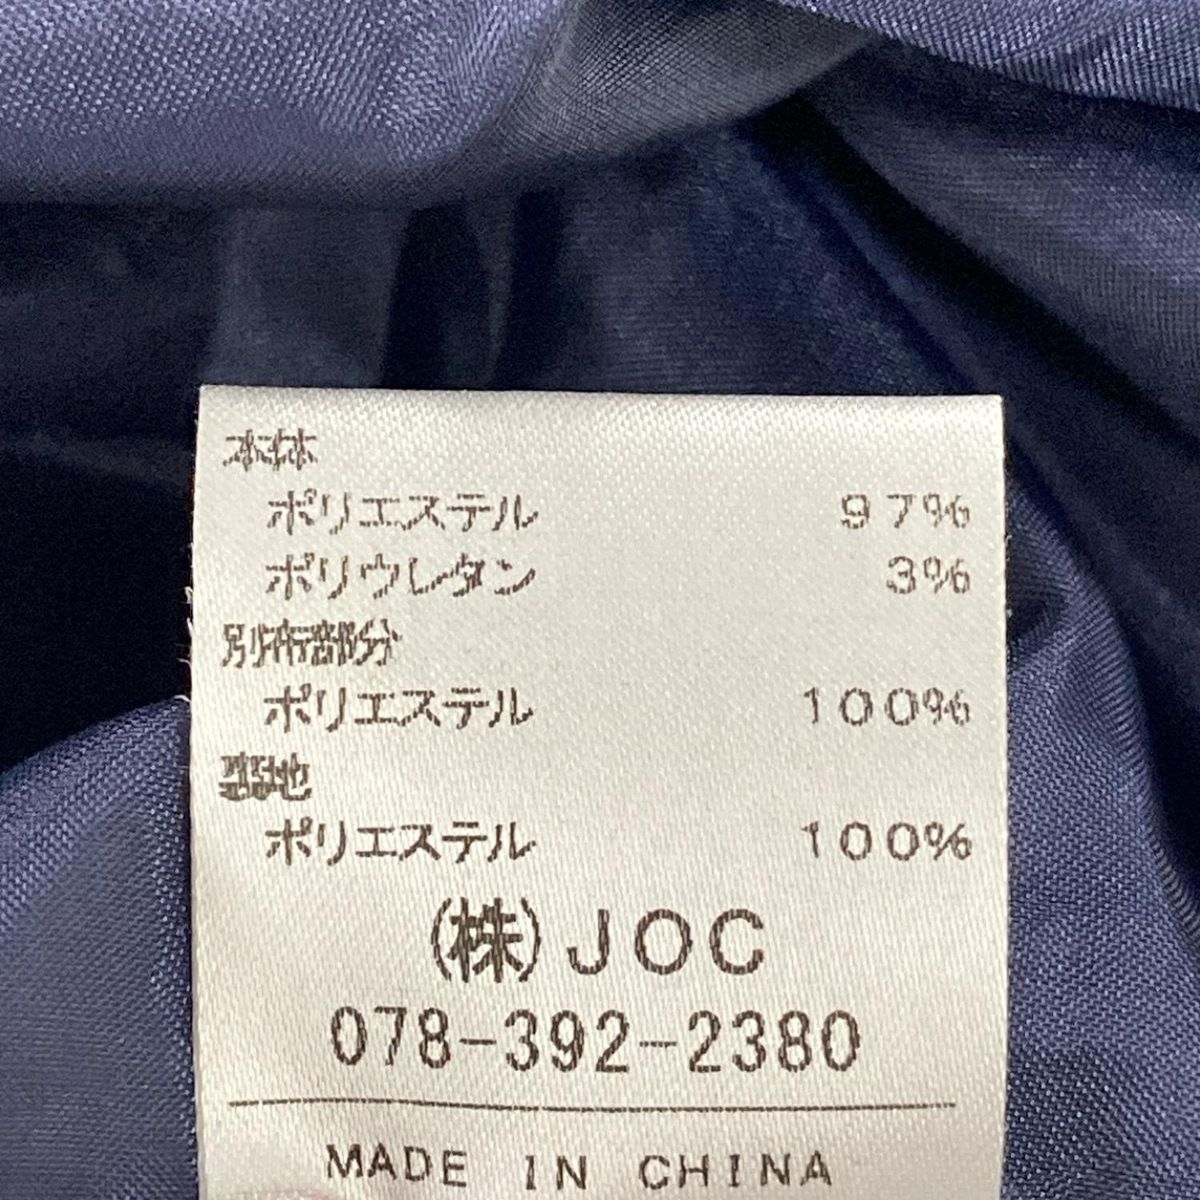 本体
ポリエステル 97%
ポリウレタン 3%
別布部分
ポリエステル 100%
裏地
ポリエステル 100%
(株)JOC
078-392-2380
MADE IN CHINA